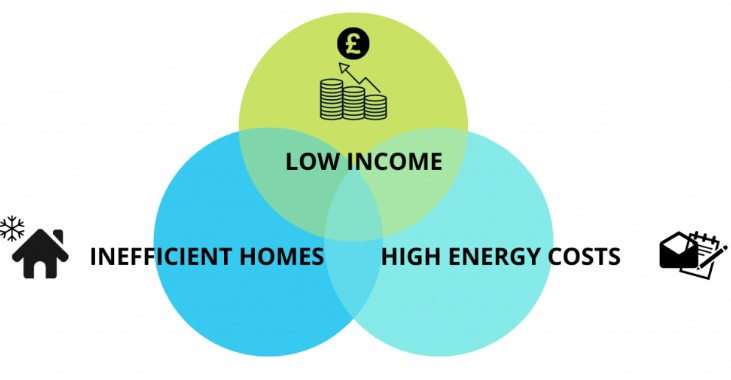 £
LOW INCOME
INEFFICIENT HOMES
HIGH ENERGY COSTS